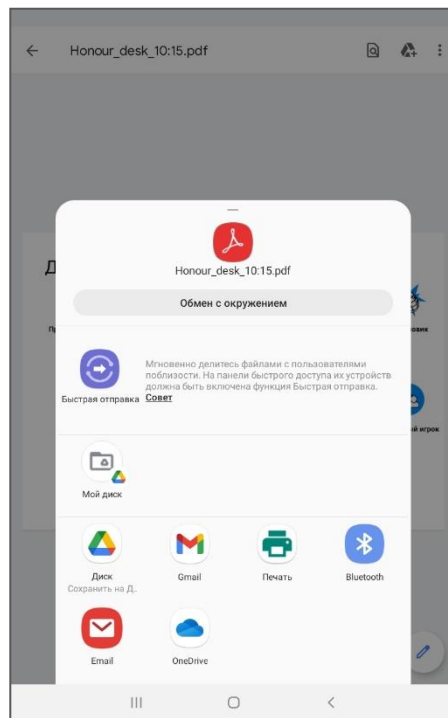 Honour_desk_10:15.pdf
Д
Honour_desk_10:15.pdf
Обмен с окружением
Быстрая отправка
Мгновенно делитесь файлами с пользователями
поблизости. На панели быстрого доступа их устройств
должна быть включена функция Быстрая отправка.
Совет
Мой диск
Диск
Сохранить на Д..
Gmail
Печать
Bluetooth
Email
OneDrive
игрок